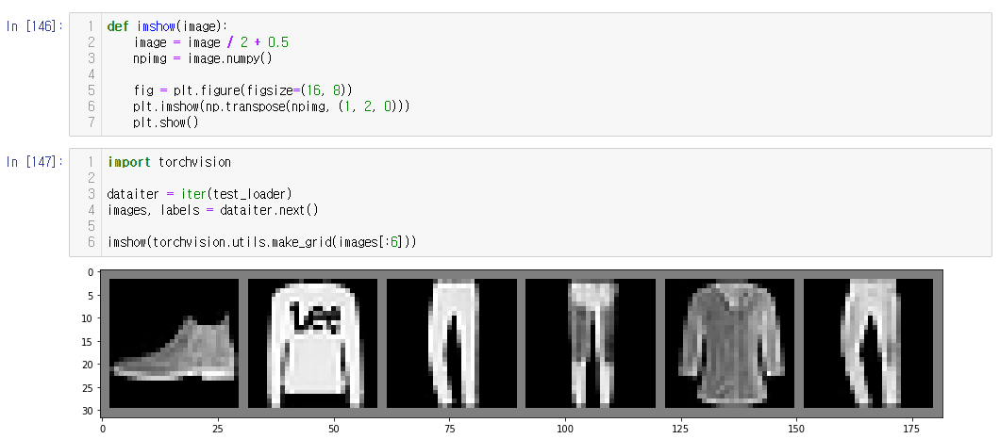 In [146]:
1 def imshow(image):
2     image = image / 2 + 0.5
3     npimg = image.numpy()
4
5     fig = plt.figure(figsize=(16, 8))
6     plt.imshow(np.transpose(npimg, (1, 2, 0)))
7     plt.show()
In [147]:
1 import torchvision
2
3 dataiter = iter(test_loader)
4 images, labels = dataiter.next()
5
6 imshow(torchvision.utils.make_grid(images[:6]))
Lee
0
5
10
15
20
25
30
0 25 50 75 100 125 150 175